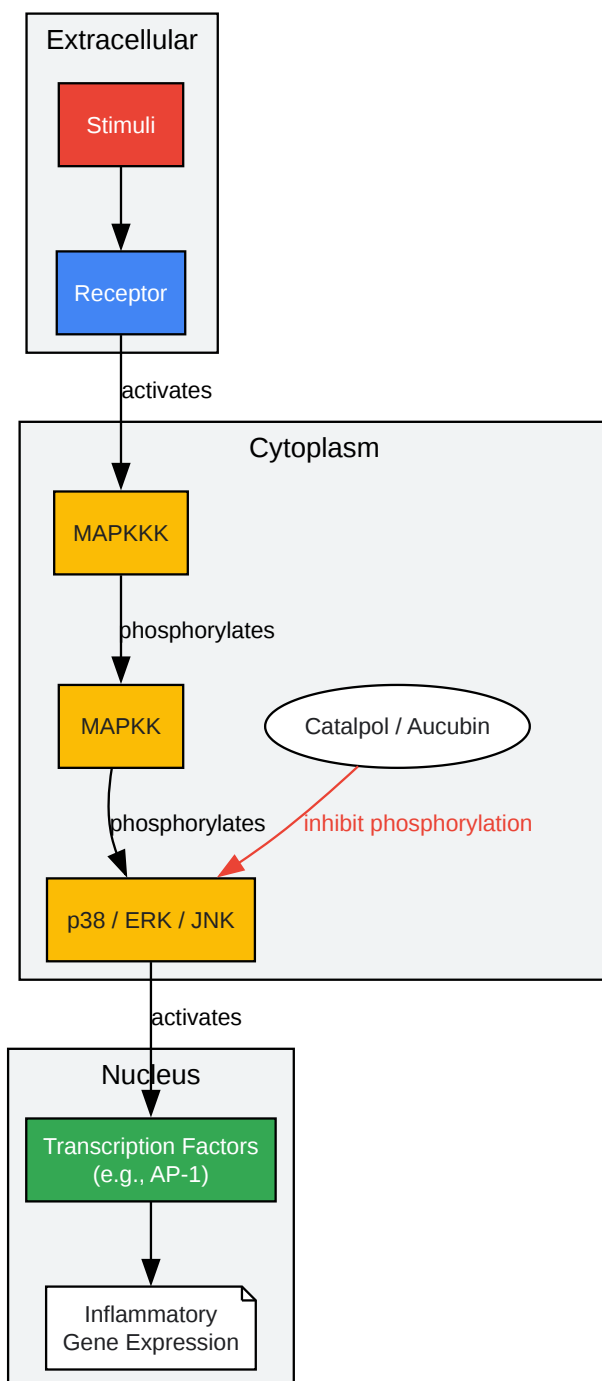 Extracellular
Stimuli
Receptor
activates
Cytoplasm
MAPKKK
phosphorylates
MAPKK
Catalpol / Aucubin
phosphorylates
inhibit phosphorylation
p38 / ERK / JNK
activates
Nucleus
Transcription Factors
(e.g., AP-1)
Inflammatory
Gene Expression